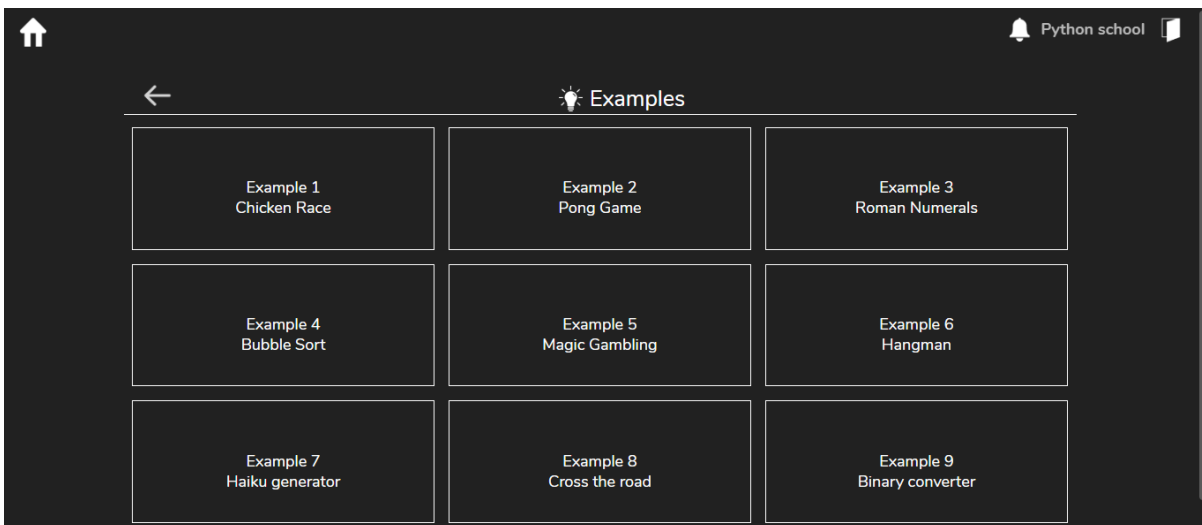 Python school
Examples
Example 1
Chicken Race
Example 2
Pong Game
Example 3
Roman Numerals
Example 4
Bubble Sort
Example 5
Magic Gambling
Example 6
Hangman
Example 7
Haiku generator
Example 8
Cross the road
Example 9
Binary converter